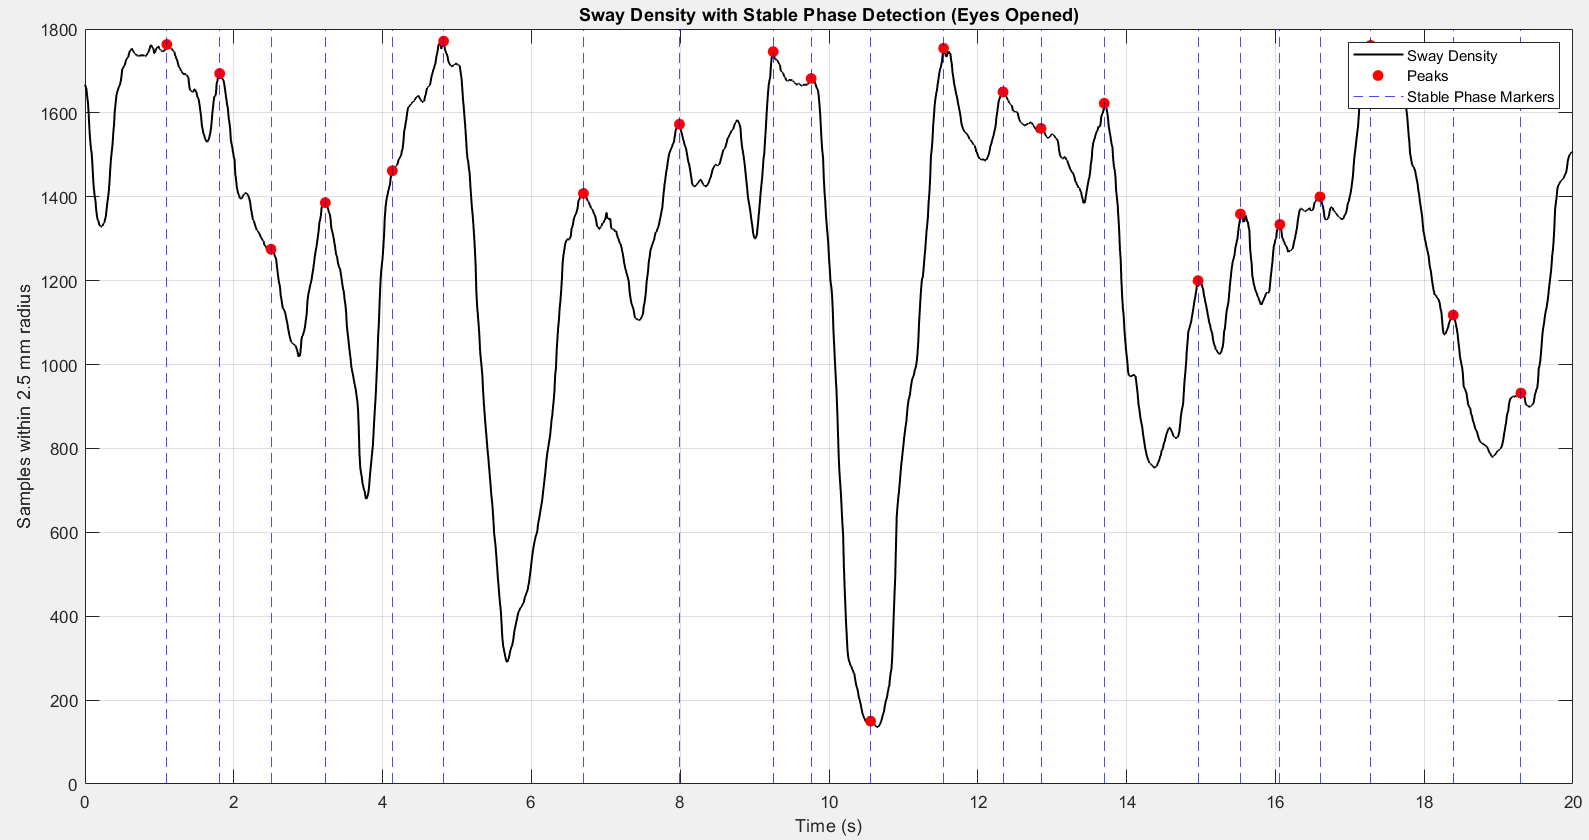 Sway Density with Stable Phase Detection (Eyes Opened)
Samples within 2.5 mm radius
1800
1600
1400
1200
1000
800
600
400
200
0
Sway Density
Peaks
Stable Phase Markers
0 2 4 6 8 10 12 14 16 18 20
Time (s)